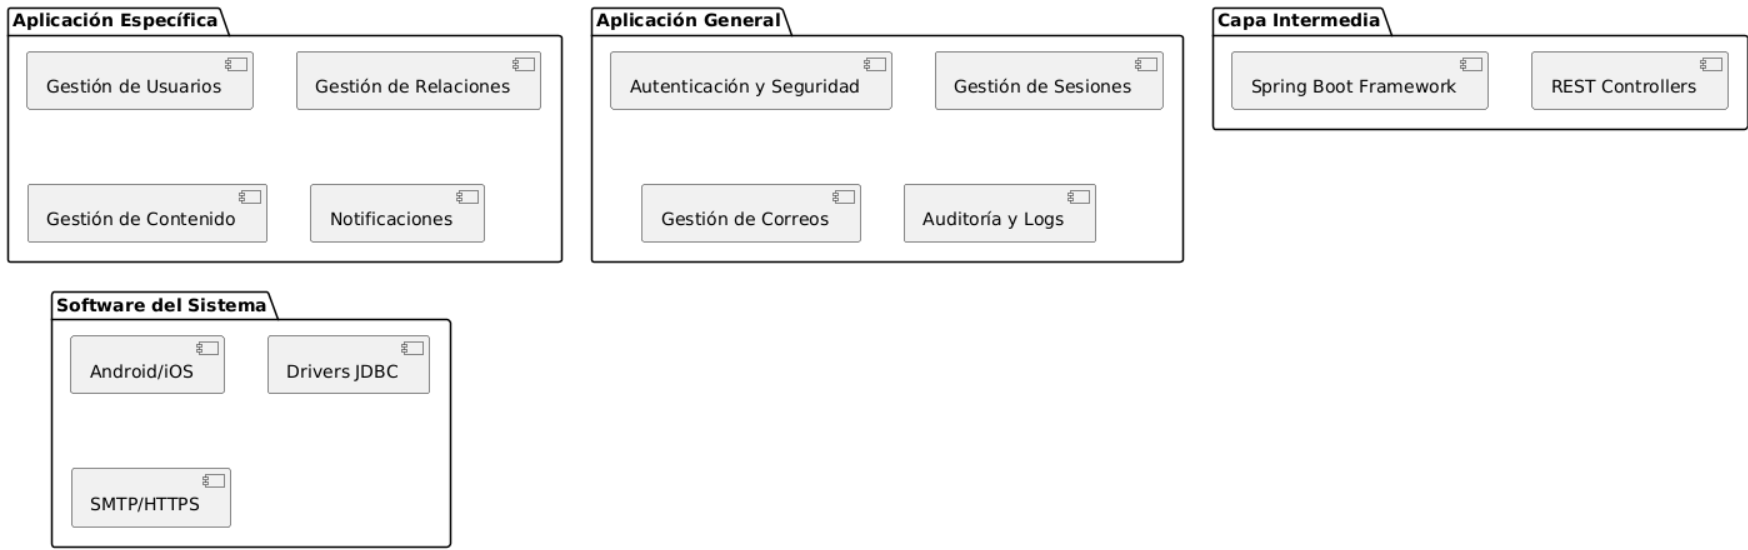 Aplicación Específica
Gestión de Usuarios
Gestión de Relaciones
Gestión de Contenido
Notificaciones
Aplicación General
Autenticación y Seguridad
Gestión de Sesiones
Gestión de Correos
Auditoría y Logs
Capa Intermedia
Spring Boot Framework
REST Controllers
Software del Sistema
Android/iOS
Drivers JDBC
SMTP/HTTPS